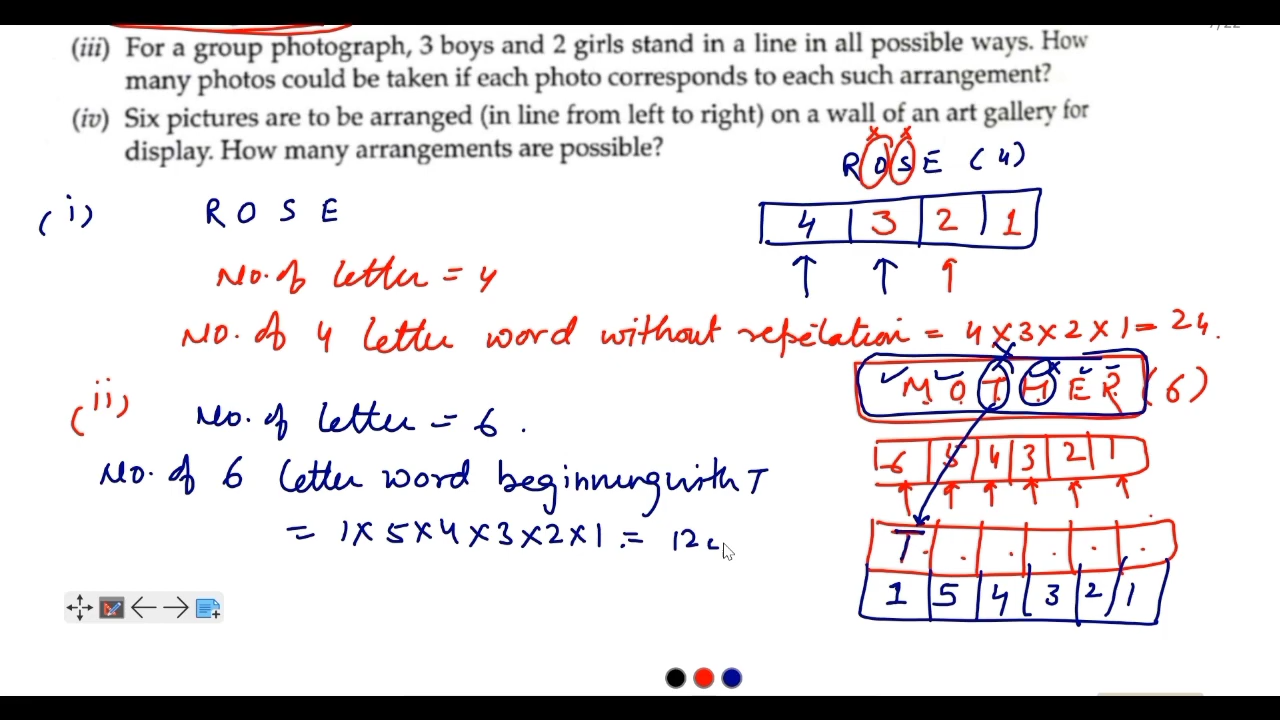 (iii) For a group photograph, 3 boys and 2 girls stand in a line in all possible ways. How
many photos could be taken if each photo corresponds to each such arrangement?
(iv) Six pictures are to be arranged (in line from left to right) on a wall of an art gallery for
display. How many arrangements are possible?
R O S E (4)
4 3 2 1
(i) R O S E
No. of letter = 4
No. of 4 letter word without repetation = 4 × 3 × 2 × 1 = 24.
M O T H E R (6)
6 5 4 3 2 1
T . . . . .
1 5 4 3 2 1
(ii) No. of letter = 6.
No. of 6 letter word beginning with T
= 1 × 5 × 4 × 3 × 2 × 1. = 12